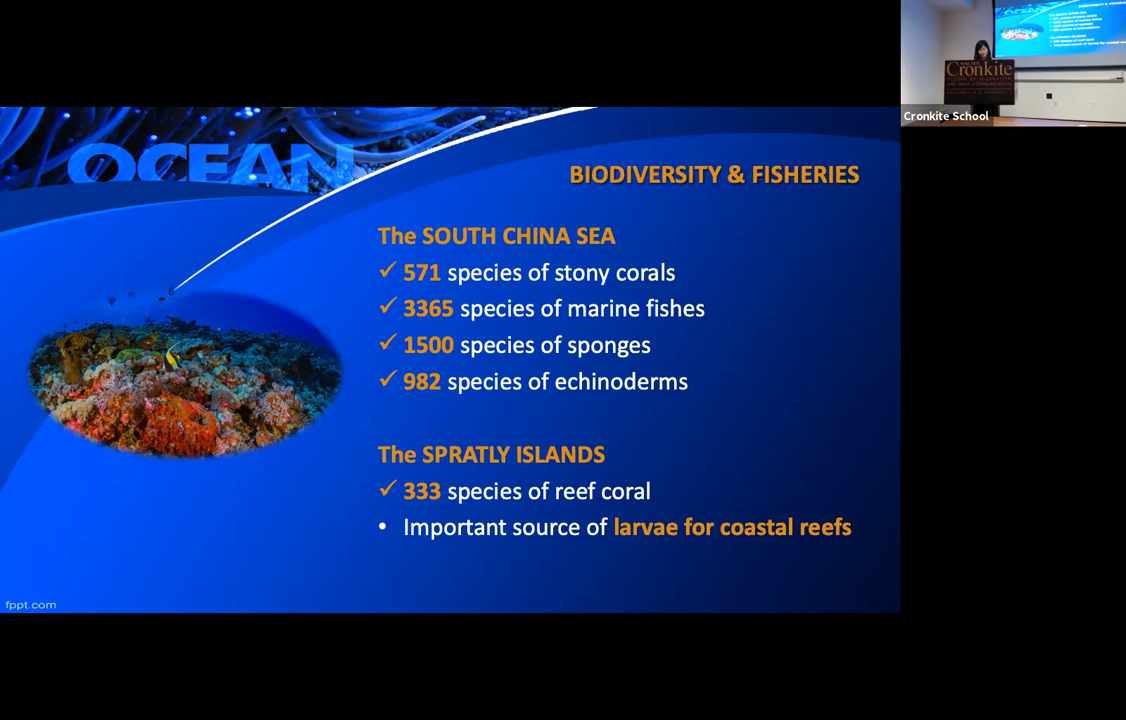 OCEAN
BIODIVERSITY & FISHERIES
The SOUTH CHINA SEA
✓ 571 species of stony corals
✓ 3365 species of marine fishes
✓ 1500 species of sponges
✓ 982 species of echinoderms
The SPRATLY ISLANDS
✓ 333 species of reef coral
• Important source of larvae for coastal reefs
fppt.com
WALTER
Cronkite
Cronkite School